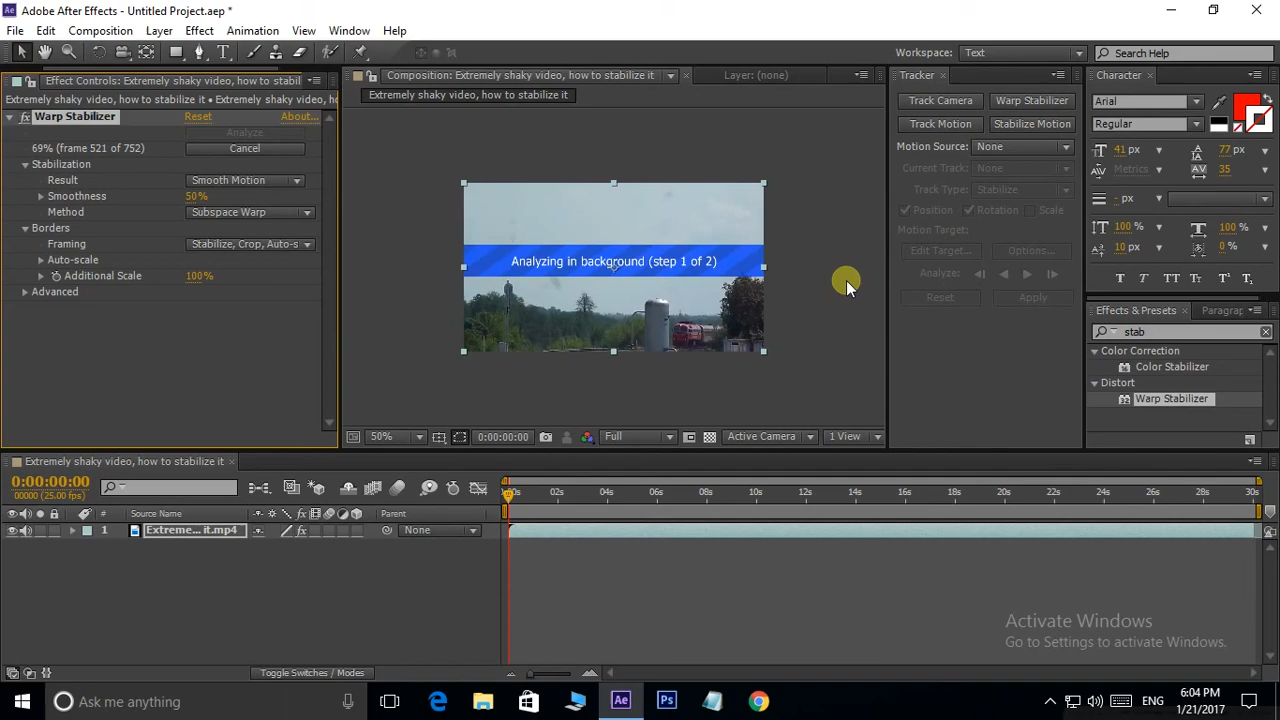 Adobe After Effects - Untitled Project.aep *
File Edit Composition Layer Effect Animation View Window Help
Workspace: Text Search Help
Effect Controls: Extremely shaky video, how to stabil
Extremely shaky video, how to stabilize it • Extremely shaky video, ho
Warp Stabilizer Reset About...
Analyze
69% (frame 521 of 752) Cancel
Stabilization
Result Smooth Motion
Smoothness 50%
Method Subspace Warp
Borders
Framing Stabilize, Crop, Auto-s
Auto-scale
Additional Scale 100%
Advanced
Composition: Extremely shaky video, how to stabilize it Layer: (none)
Extremely shaky video, how to stabilize it
Analyzing in background (step 1 of 2)
50% 0:00:00:00 Full Active Camera 1 View
Tracker
Track Camera Warp Stabilizer
Track Motion Stabilize Motion
Motion Source: None
Current Track: None
Track Type: Stabilize
Position Rotation Scale
Motion Target:
Edit Target... Options...
Analyze:
Reset Apply
Character
Arial
Regular
41 px 77 px
Metrics 35
- px
100% 100%
10 px 0%
T T TT Tт T¹ T₁
Effects & Presets Paragra
stab
Color Correction
Color Stabilizer
Distort
Warp Stabilizer
Extremely shaky video, how to stabilize it
0:00:00:00
00000 (25.00 fps)
# Source Name Parent
1 Extreme... it.mp4 None
00s 02s 04s 06s 08s 10s 12s 14s 16s 18s 20s 22s 24s 26s 28s 30s
Toggle Switches / Modes
Activate Windows
Go to Settings to activate Windows.
Ask me anything
Ae Ps
ENG
6:04 PM
1/21/2017